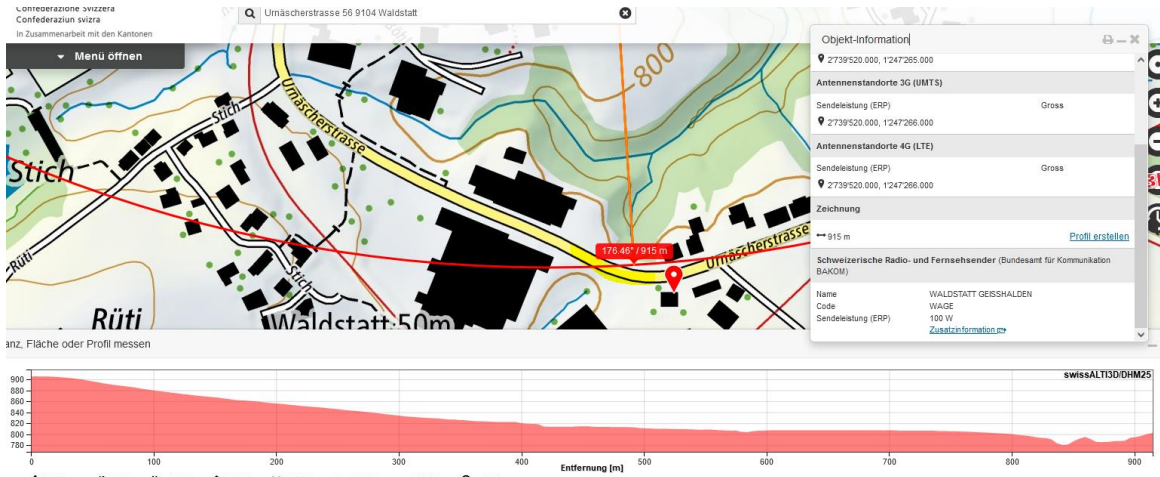 Confederazione Svizzera
Confederaziun svizra
In Zusammenarbeit mit den Kantonen
Menü öffnen
Urnäscherstrasse 56 9104 Waldstatt
Objekt-Information
2'739'520.000, 1'247'265.000
Antennenstandorte 3G (UMTS)
Sendeleistung (ERP) Gross
2'739'520.000, 1'247'266.000
Antennenstandorte 4G (LTE)
Sendeleistung (ERP) Gross
2'739'520.000, 1'247'266.000
Zeichnung
915 m Profil erstellen
Schweizerische Radio- und Fernsehsender (Bundesamt für Kommunikation
BAKOM)
Name WALDSTATT GEISSHALDEN
Code WAGE
Sendeleistung (ERP) 100 W
Zusatzinformation
800
Urnäscherstrasse
Stich
Stich
Stich
Rüti
Rüti
176.46° / 915 m
Urnäscherstrasse
Waldstatt 50m
anz, Fläche oder Profil messen
swissALTI3D/DHM25
900
880
860
840
820
800
780
0 100 200 300 400 500 600 700 800 900
Entfernung [m]